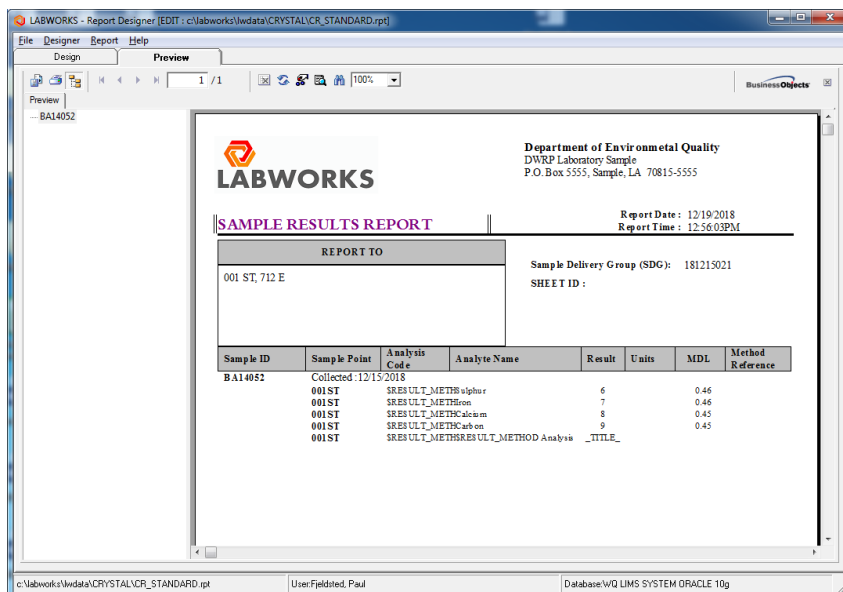 LABWORKS - Report Designer [EDIT : c:\labworks\lwdata\CRYSTAL\CR_STANDARD.rpt]
File Designer Report Help
Design Preview
1 /1 100% BusinessObjects
Preview
BA14052
LABWORKS
Department of Environmetal Quality
DWRP Laboratory Sample
P.O. Box 5555, Sample, LA 70815-5555
SAMPLE RESULTS REPORT
Report Date : 12/19/2018
Report Time : 12:56:03PM
REPORT TO
001 ST, 712 E
Sample Delivery Group (SDG): 181215021
SHEET ID :
Sample ID Sample Point Analysis Code Analyte Name Result Units MDL Method Reference
BA14052 Collected :12/15/2018
001ST $RESULT_METHSulphur 6 0.46
001ST $RESULT_METHIron 7 0.46
001ST $RESULT_METHCalcium 8 0.45
001ST $RESULT_METHCarbon 9 0.45
001ST $RESULT_METH$RESULT_METHOD Analysis _TITLE_
c:\labworks\lwdata\CRYSTAL\CR_STANDARD.rpt User:Fjeldsted, Paul Database:WQ LIMS SYSTEM ORACLE 10g